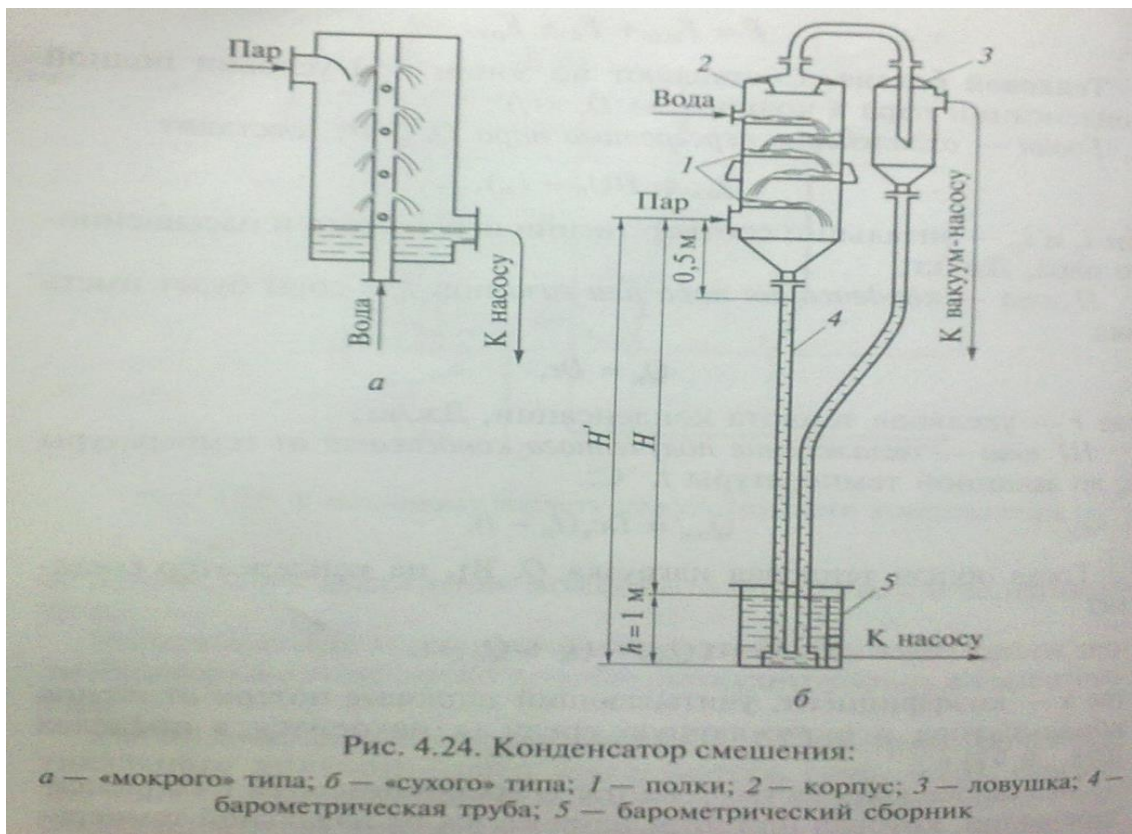 Пар
Вода
К насосу
а
2
3
Вода
1
Пар
0,5 м
К вакуум-насосу
4
H'
H
5
h = 1 м
К насосу
б
Рис. 4.24. Конденсатор смешения:
а — «мокрого» типа; б — «сухого» типа; 1 — полки; 2 — корпус; 3 — ловушка; 4 —
барометрическая труба; 5 — барометрический сборник